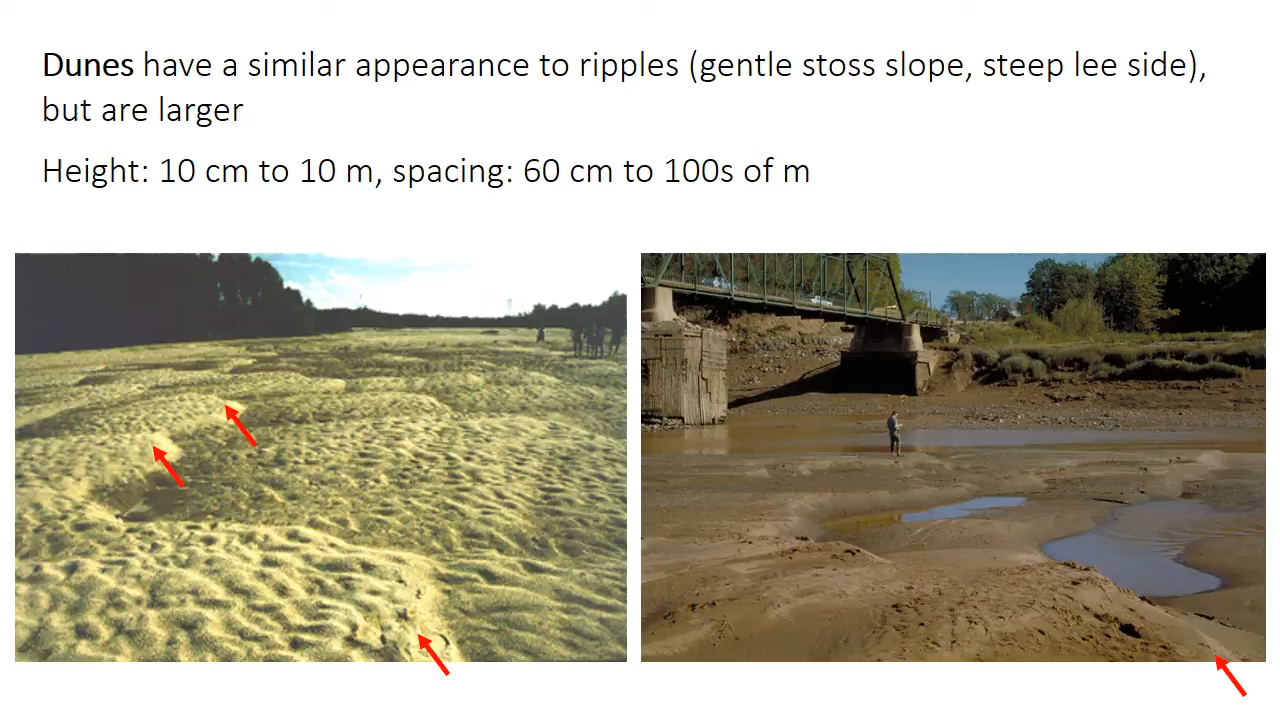 Dunes have a similar appearance to ripples (gentle stoss slope, steep lee side),
but are larger
Height: 10 cm to 10 m, spacing: 60 cm to 100s of m